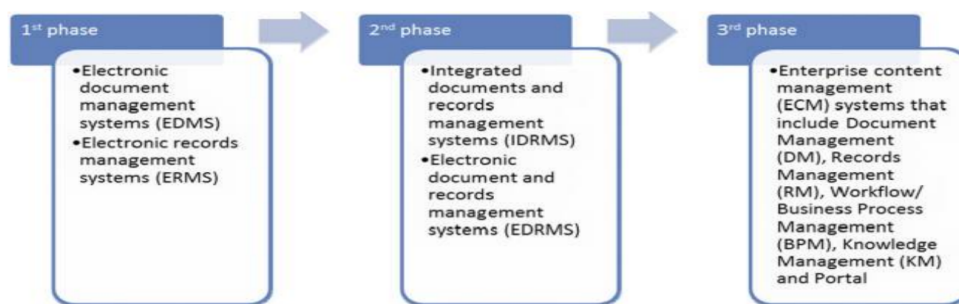 1st phase
•Electronic
document
management
systems (EDMS)
•Electronic records
management
systems (ERMS)
2nd phase
•Integrated
documents and
records
management
systems (IDRMS)
•Electronic
document and
records
management
systems (EDRMS)
3rd phase
•Enterprise content
management
(ECM) systems that
include Document
Management
(DM), Records
Management
(RM), Workflow/
Business Process
Management
(BPM), Knowledge
Management (KM)
and Portal